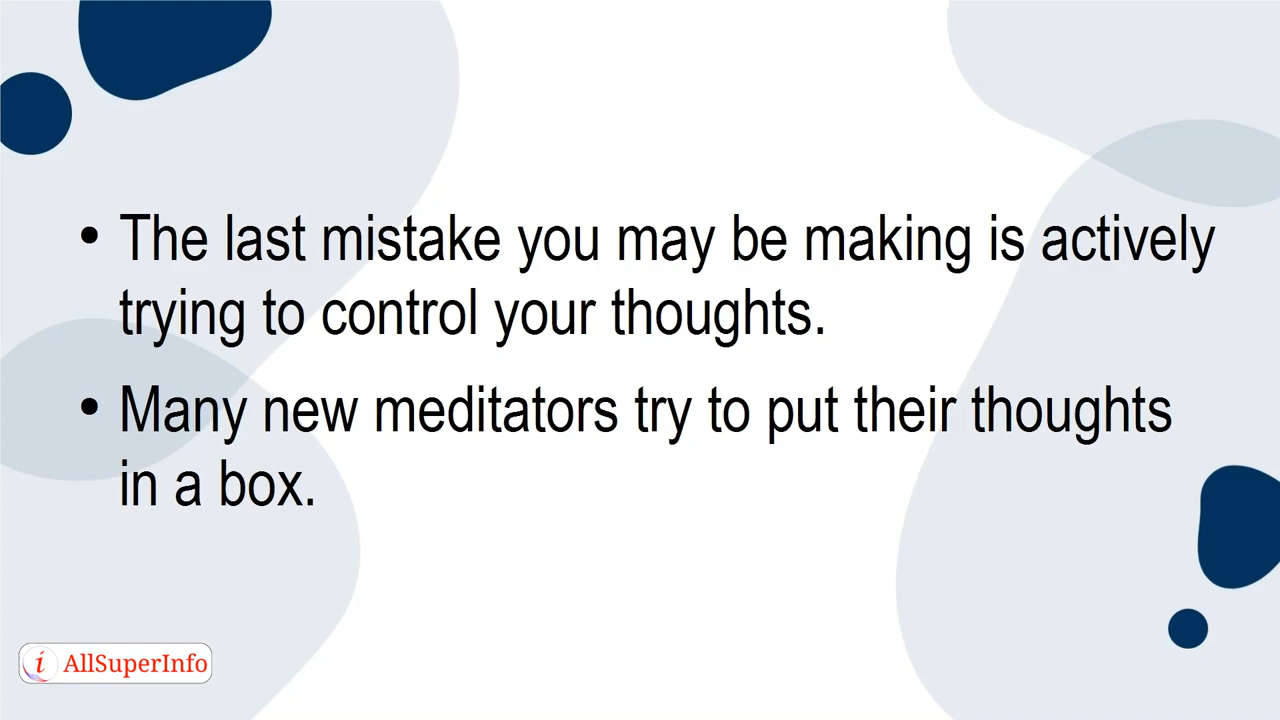 • The last mistake you may be making is actively
trying to control your thoughts.
• Many new meditators try to put their thoughts
in a box.
i AllSuperInfo